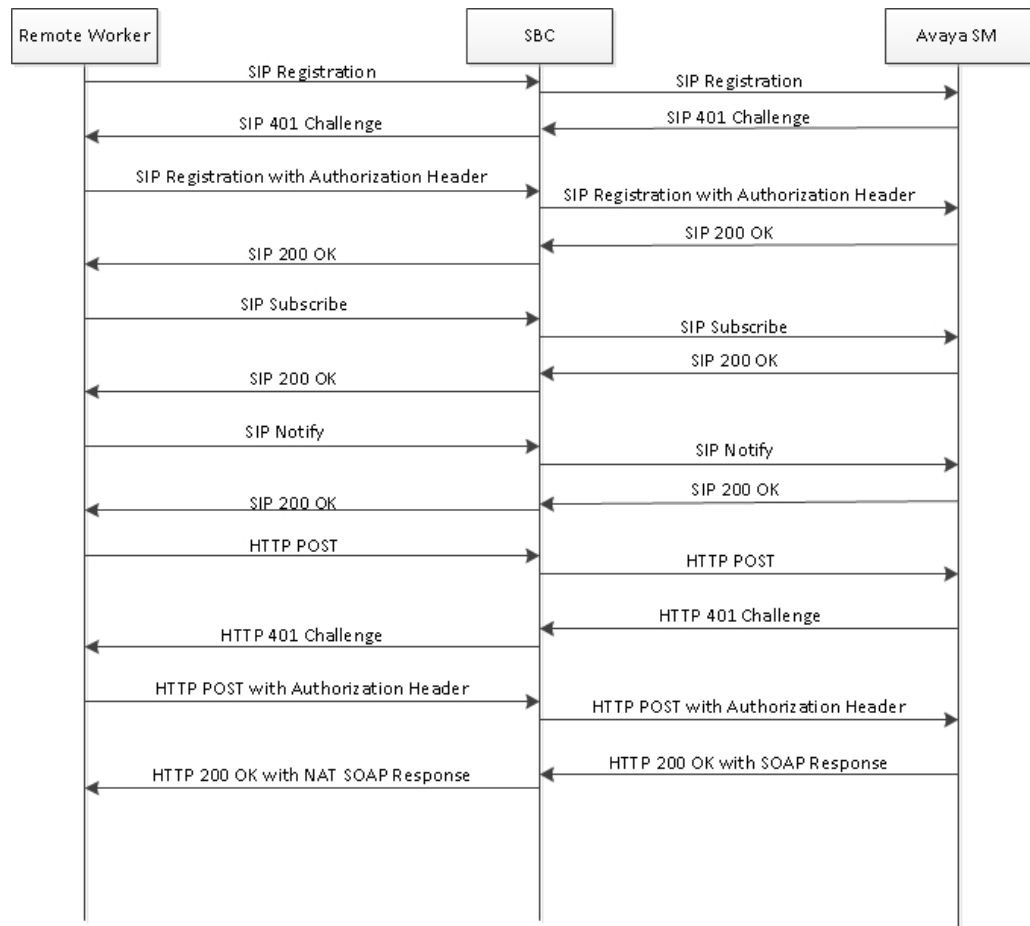 Remote Worker
SBC
Avaya SM
SIP Registration
SIP Registration
SIP 401 Challenge
SIP 401 Challenge
SIP Registration with Authorization Header
SIP Registration with Authorization Header
SIP 200 OK
SIP 200 OK
SIP Subscribe
SIP Subscribe
SIP 200 OK
SIP 200 OK
SIP Notify
SIP Notify
SIP 200 OK
SIP 200 OK
HTTP POST
HTTP POST
HTTP 401 Challenge
HTTP 401 Challenge
HTTP POST with Authorization Header
HTTP POST with Authorization Header
HTTP 200 OK with SOAP Response
HTTP 200 OK with NAT SOAP Response